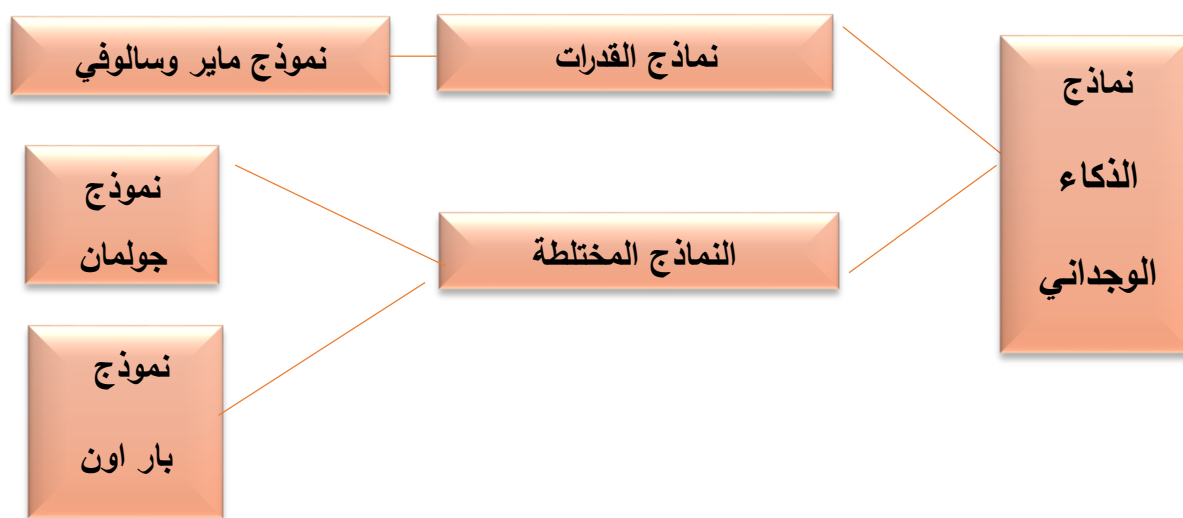 نماذج
الذكاء
الوجداني
نماذج القدرات
نموذج ماير وسالوفي
النماذج المختلطة
نموذج
جولمان
نموذج
بار اون